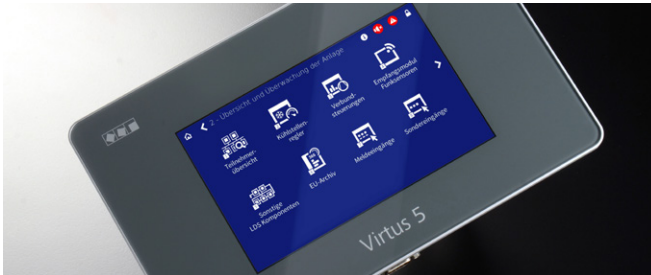 2 - Übersicht und Überwachung der Anlage
Teilnehmer-
übersicht
Kühlstellen-
regler
Verbund-
steuerungen
Empfangsmodul
Funksensoren
Sonstige
LDS Komponenten
EU-Archiv
Meldeeingänge
Sondereingänge
Virtus 5